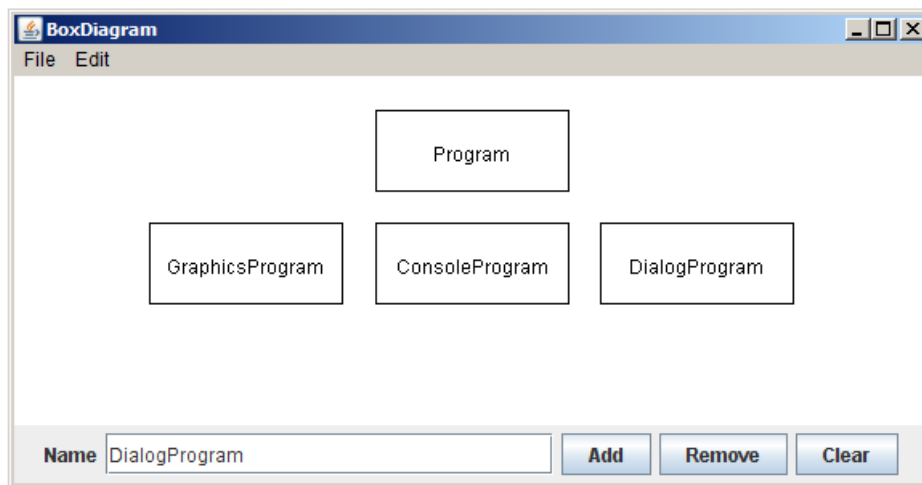 BoxDiagram
File Edit
Program
GraphicsProgram ConsoleProgram DialogProgram
Name DialogProgram Add Remove Clear